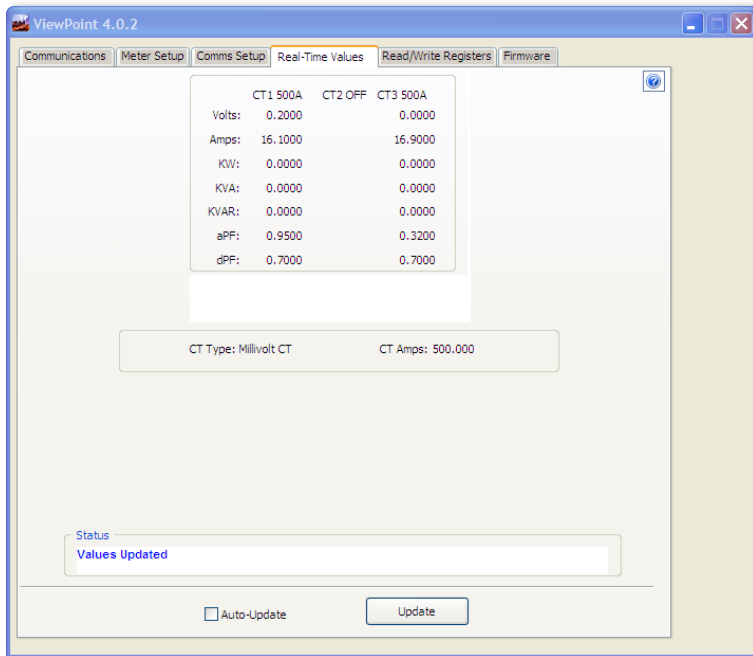 ViewPoint 4.0.2
Communications Meter Setup Comms Setup Real-Time Values Read/Write Registers Firmware
CT1 500A CT2 OFF CT3 500A
Volts: 0.2000 0.0000
Amps: 16.1000 16.9000
KW: 0.0000 0.0000
KVA: 0.0000 0.0000
KVAR: 0.0000 0.0000
aPF: 0.9500 0.3200
dPF: 0.7000 0.7000
CT Type: Millivolt CT CT Amps: 500.000
Status
Values Updated
Auto-Update Update